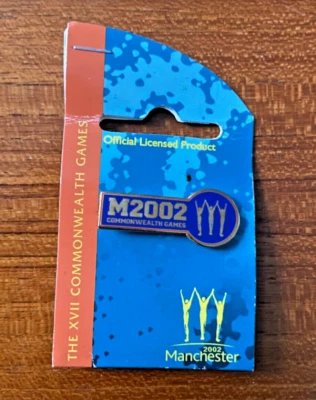 THE XVII COMMONWEALTH GAMES
Official Licensed Product
M2002
COMMONWEALTH GAMES
2002
Manchester